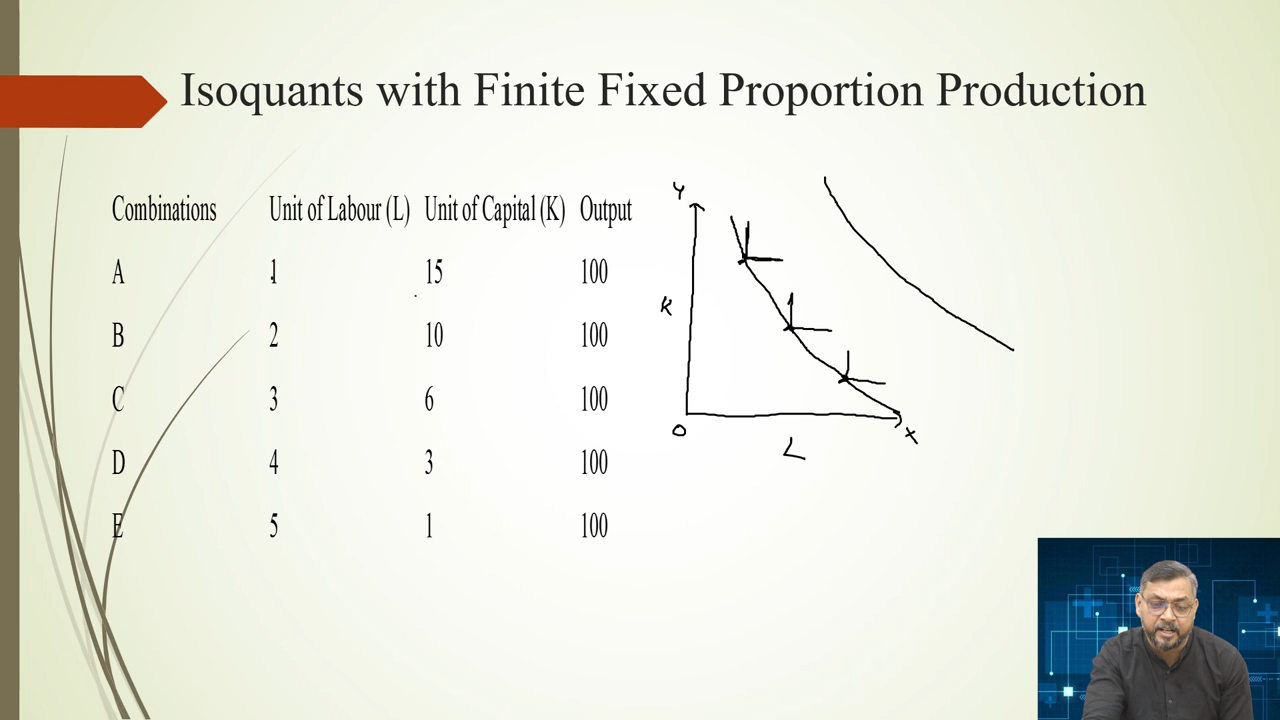 Isoquants with Finite Fixed Proportion Production
Combinations Unit of Labour (L) Unit of Capital (K) Output
A 1 15 100
B 2 10 100
C 3 6 100
D 4 3 100
E 5 1 100
Y
K
O
L
X